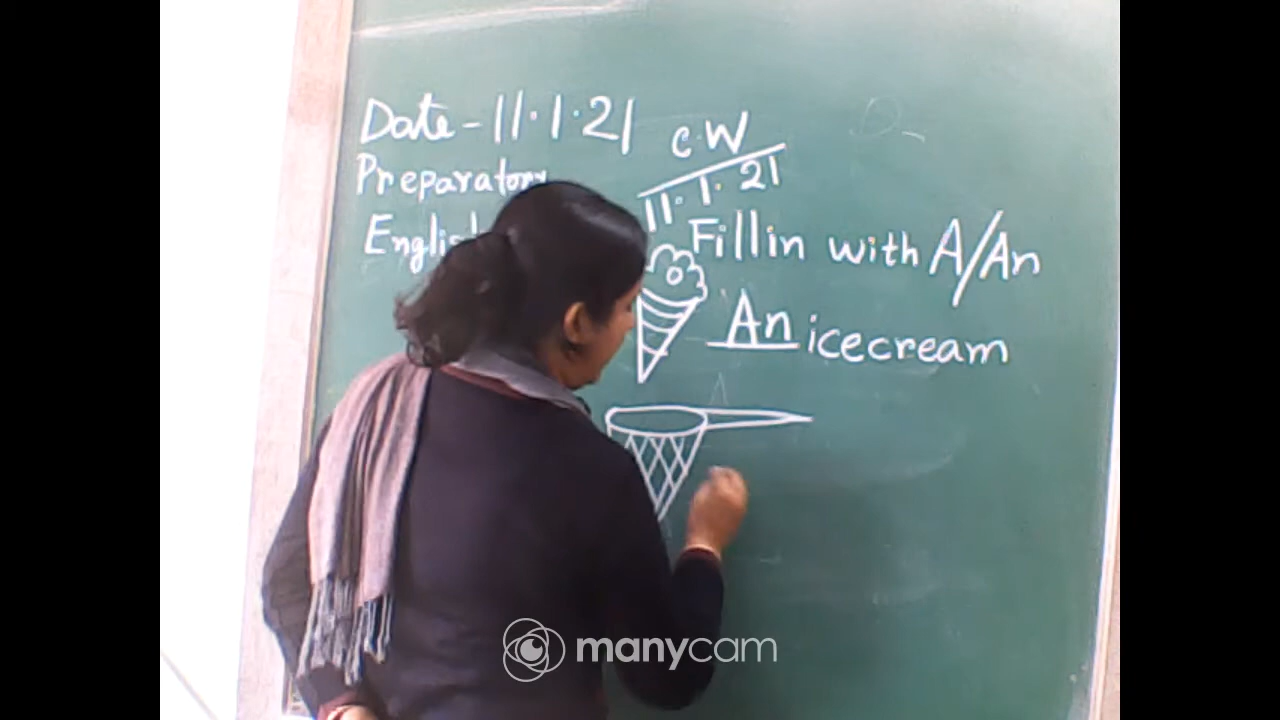 Date - 11.1.21
Preparatory
English
C.W
11.1.21
Fill in with A/An
An icecream
manycam